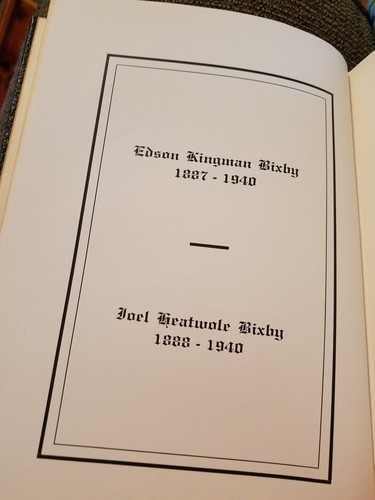 Edson Kingman Bixby
1887 - 1940
Joel Heatwole Bixby
1888 - 1940